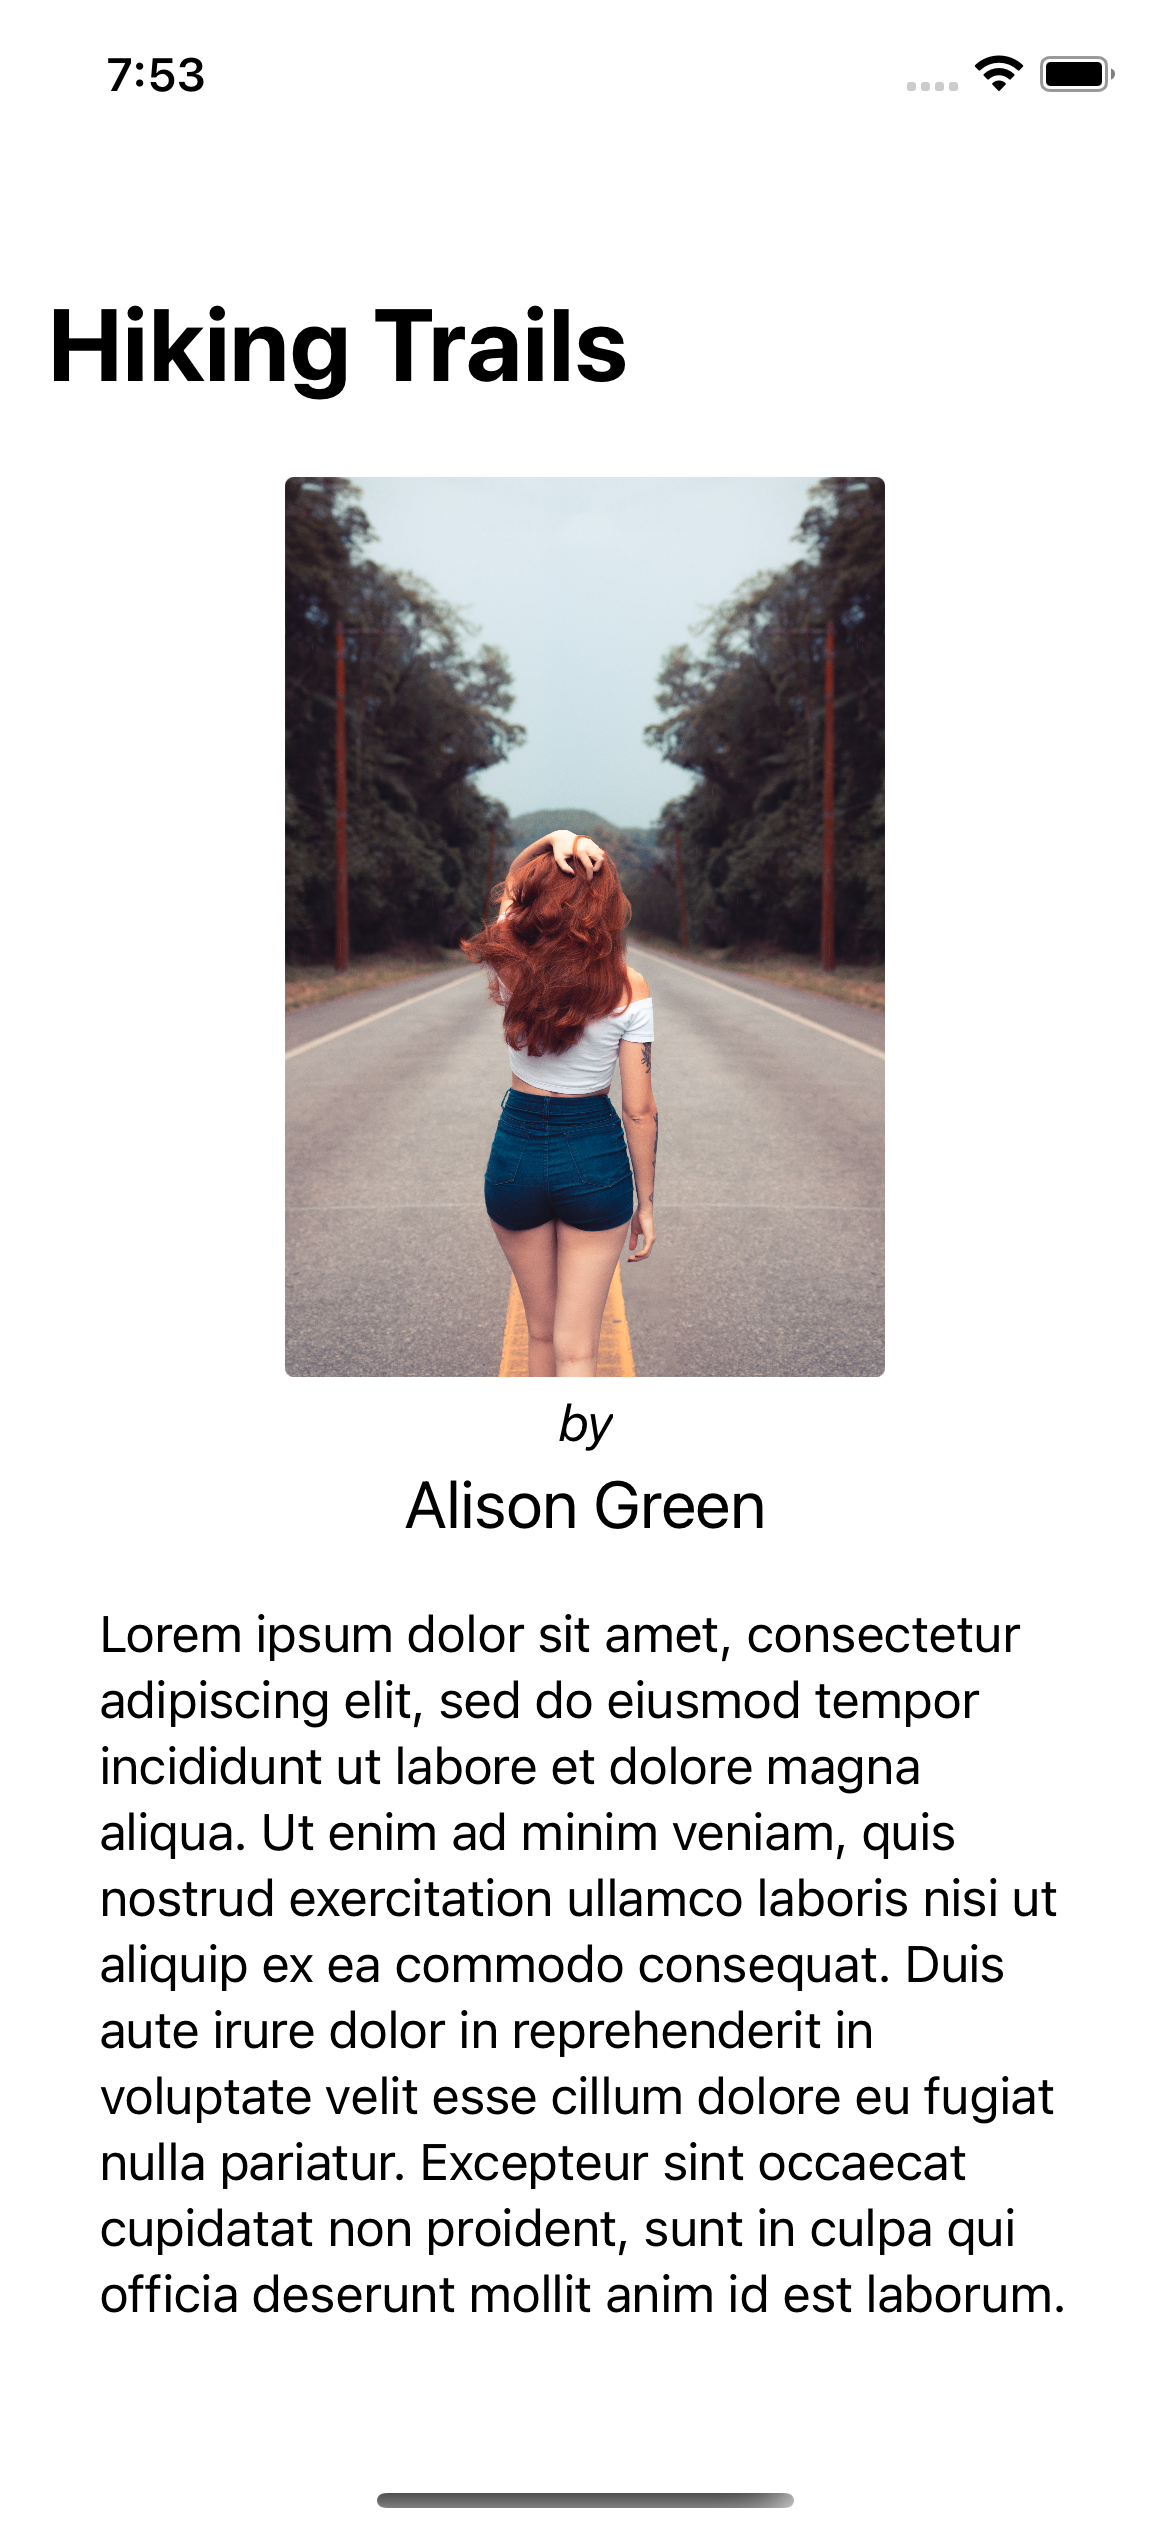 7:53
Hiking Trails
by
Alison Green
Lorem ipsum dolor sit amet, consectetur
adipiscing elit, sed do eiusmod tempor
incididunt ut labore et dolore magna
aliqua. Ut enim ad minim veniam, quis
nostrud exercitation ullamco laboris nisi ut
aliquip ex ea commodo consequat. Duis
aute irure dolor in reprehenderit in
voluptate velit esse cillum dolore eu fugiat
nulla pariatur. Excepteur sint occaecat
cupidatat non proident, sunt in culpa qui
officia deserunt mollit anim id est laborum.